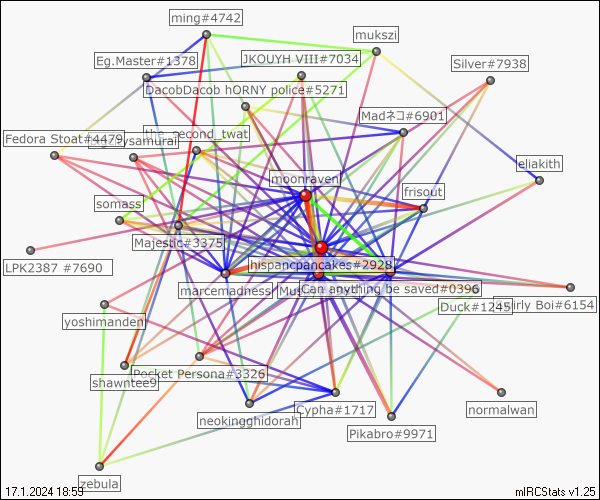 ming#4742
mukszi
Eg.Master#1378
JKOUYH VIII#7034
Silver#7938
DacobDacob hORNY police#5271
Madネコ#6901
Fedora Stoat#4479
ysamurai
the_second_twat
eliakith
moonraven
frisout
somass
Majestic#3375
hispancpancakes#2928
LPK2387 #7690
marcemadness
Can anything be saved#0396
Duck#1245
irly Boi#6154
yoshimanden
Pocket Persona#3326
shawntee9
neokingghidorah
Cypha#1717
normalwan
Pikabro#9971
zebula
17.1.2024 18:59
mIRCStats v1.25